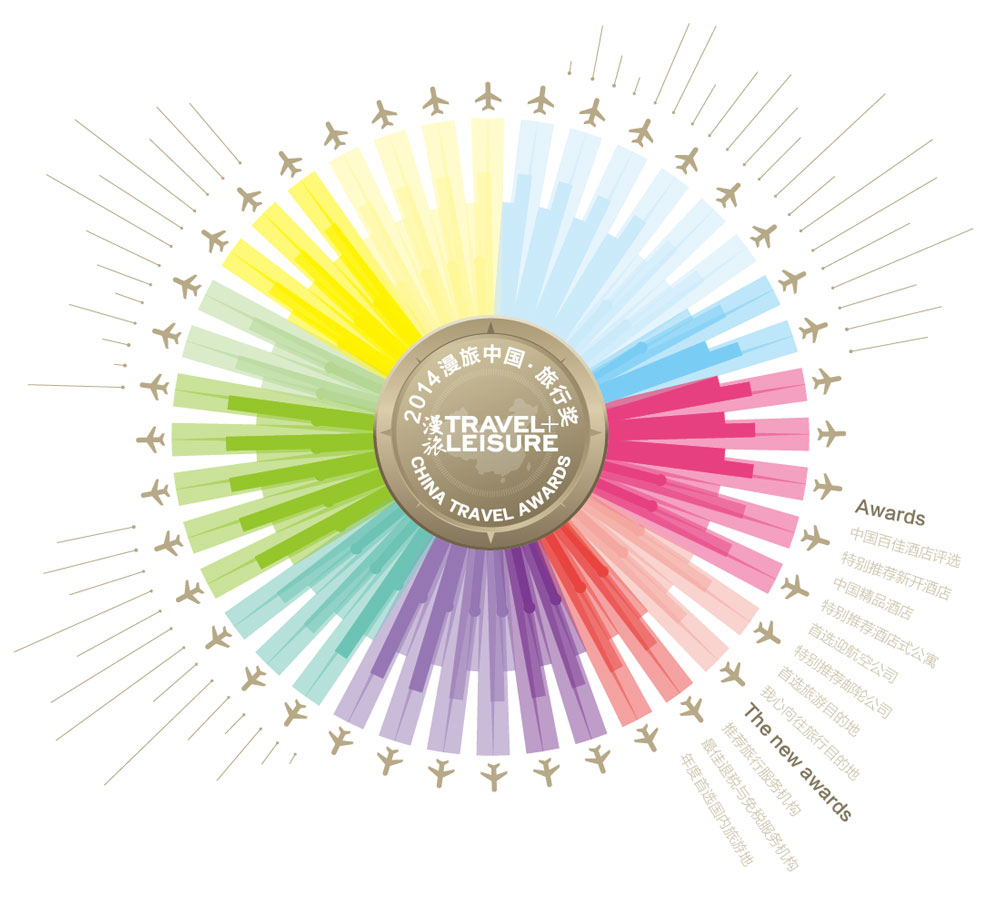 2014漫旅中国·旅行奖
漫旅
TRAVEL+
LEISURE
CHINA TRAVEL AWARDS
Awards
中国百佳酒店评选
特别推荐新开酒店
中国精品酒店
特别推荐酒店式公寓
首选迎航空公司
特别推荐邮轮公司
首选旅游目的地
我心向往旅行目的地
The new awards
推荐旅行服务机构
最佳退税与免税服务机构
年度首选国内旅游地